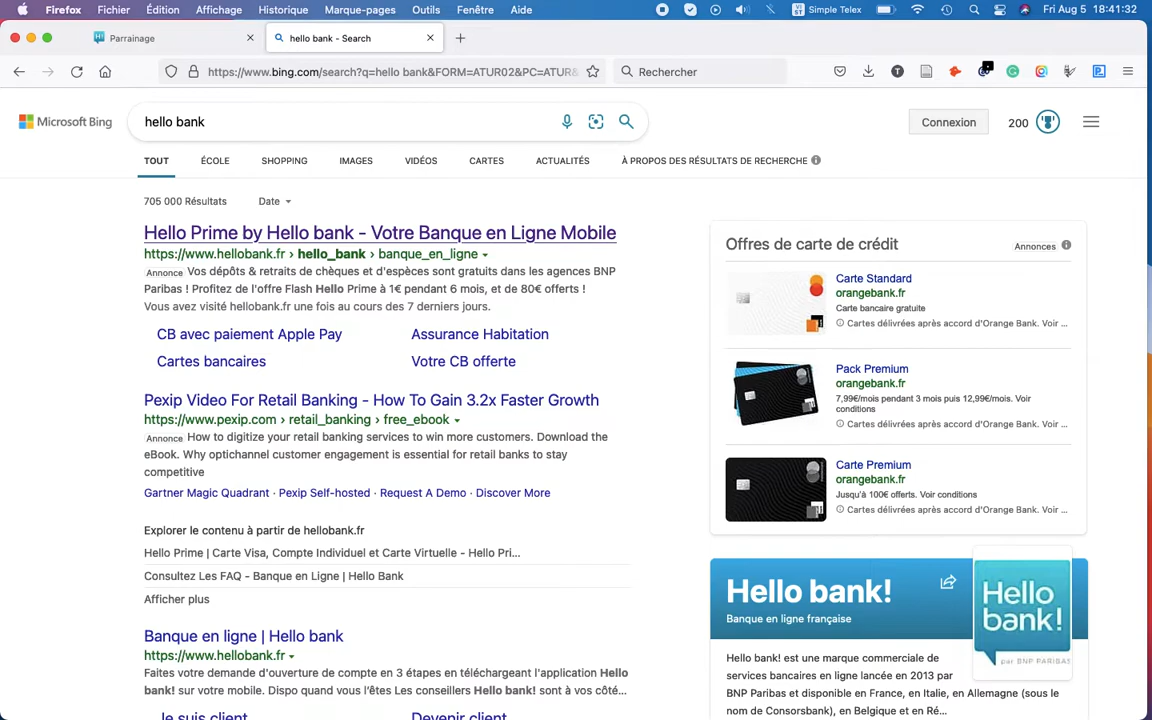 Firefox Fichier Édition Affichage Historique Marque-pages Outils Fenêtre Aide
Simple Telex
Fri Aug 5 18:41:32
Parrainage
hello bank - Search
https://www.bing.com/search?q=hello bank&FORM=ATUR02&PC=ATUR&
Rechercher
Microsoft Bing
hello bank
Connexion
200
TOUT ÉCOLE SHOPPING IMAGES VIDÉOS CARTES ACTUALITÉS À PROPOS DES RÉSULTATS DE RECHERCHE
705 000 Résultats Date
Hello Prime by Hello bank - Votre Banque en Ligne Mobile
https://www.hellobank.fr › hello_bank › banque_en_ligne
Annonce Vos dépôts & retraits de chèques et d'espèces sont gratuits dans les agences BNP
Paribas ! Profitez de l'offre Flash Hello Prime à 1€ pendant 6 mois, et de 80€ offerts !
Vous avez visité hellobank.fr une fois au cours des 7 derniers jours.
CB avec paiement Apple Pay
Assurance Habitation
Cartes bancaires
Votre CB offerte
Pexip Video For Retail Banking - How To Gain 3.2x Faster Growth
https://www.pexip.com › retail_banking › free_ebook
Annonce How to digitize your retail banking services to win more customers. Download the
eBook. Why optichannel customer engagement is essential for retail banks to stay
competitive
Gartner Magic Quadrant · Pexip Self-hosted · Request A Demo · Discover More
Explorer le contenu à partir de hellobank.fr
Hello Prime | Carte Visa, Compte Individuel et Carte Virtuelle - Hello Pri...
Consultez Les FAQ - Banque en Ligne | Hello Bank
Afficher plus
Banque en ligne | Hello bank
https://www.hellobank.fr
Faites votre demande d'ouverture de compte en 3 étapes en téléchargeant l'application Hello
bank! sur votre mobile. Dispo quand vous l'êtes Les conseillers Hello bank! sont à vos côté...
Je suis client
Devenir client
Offres de carte de crédit
Annonces
Carte Standard
orangebank.fr
Carte bancaire gratuite
Cartes délivrées après accord d'Orange Bank. Voir ...
Pack Premium
orangebank.fr
7,99€/mois pendant 3 mois puis 12,99€/mois. Voir
conditions
Cartes délivrées après accord d'Orange Bank. Voir ...
Carte Premium
orangebank.fr
Jusqu'à 100€ offerts. Voir conditions
Cartes délivrées après accord d'Orange Bank. Voir ...
Hello bank!
Banque en ligne française
Hello
bank!
par BNP PARIBAS
Hello bank! est une marque commerciale de
services bancaires en ligne lancée en 2013 par
BNP Paribas et disponible en France, en Italie, en Allemagne (sous le
nom de Consorsbank), en Belgique et en Ré...